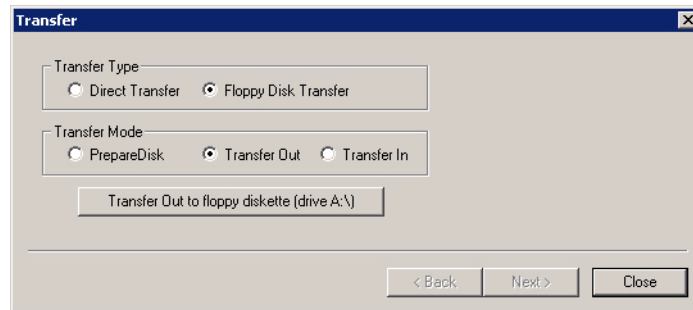 Transfer
Transfer Type
Direct Transfer Floppy Disk Transfer
Transfer Mode
PrepareDisk Transfer Out Transfer In
Transfer Out to floppy diskette (drive A:\)
< Back Next > Close